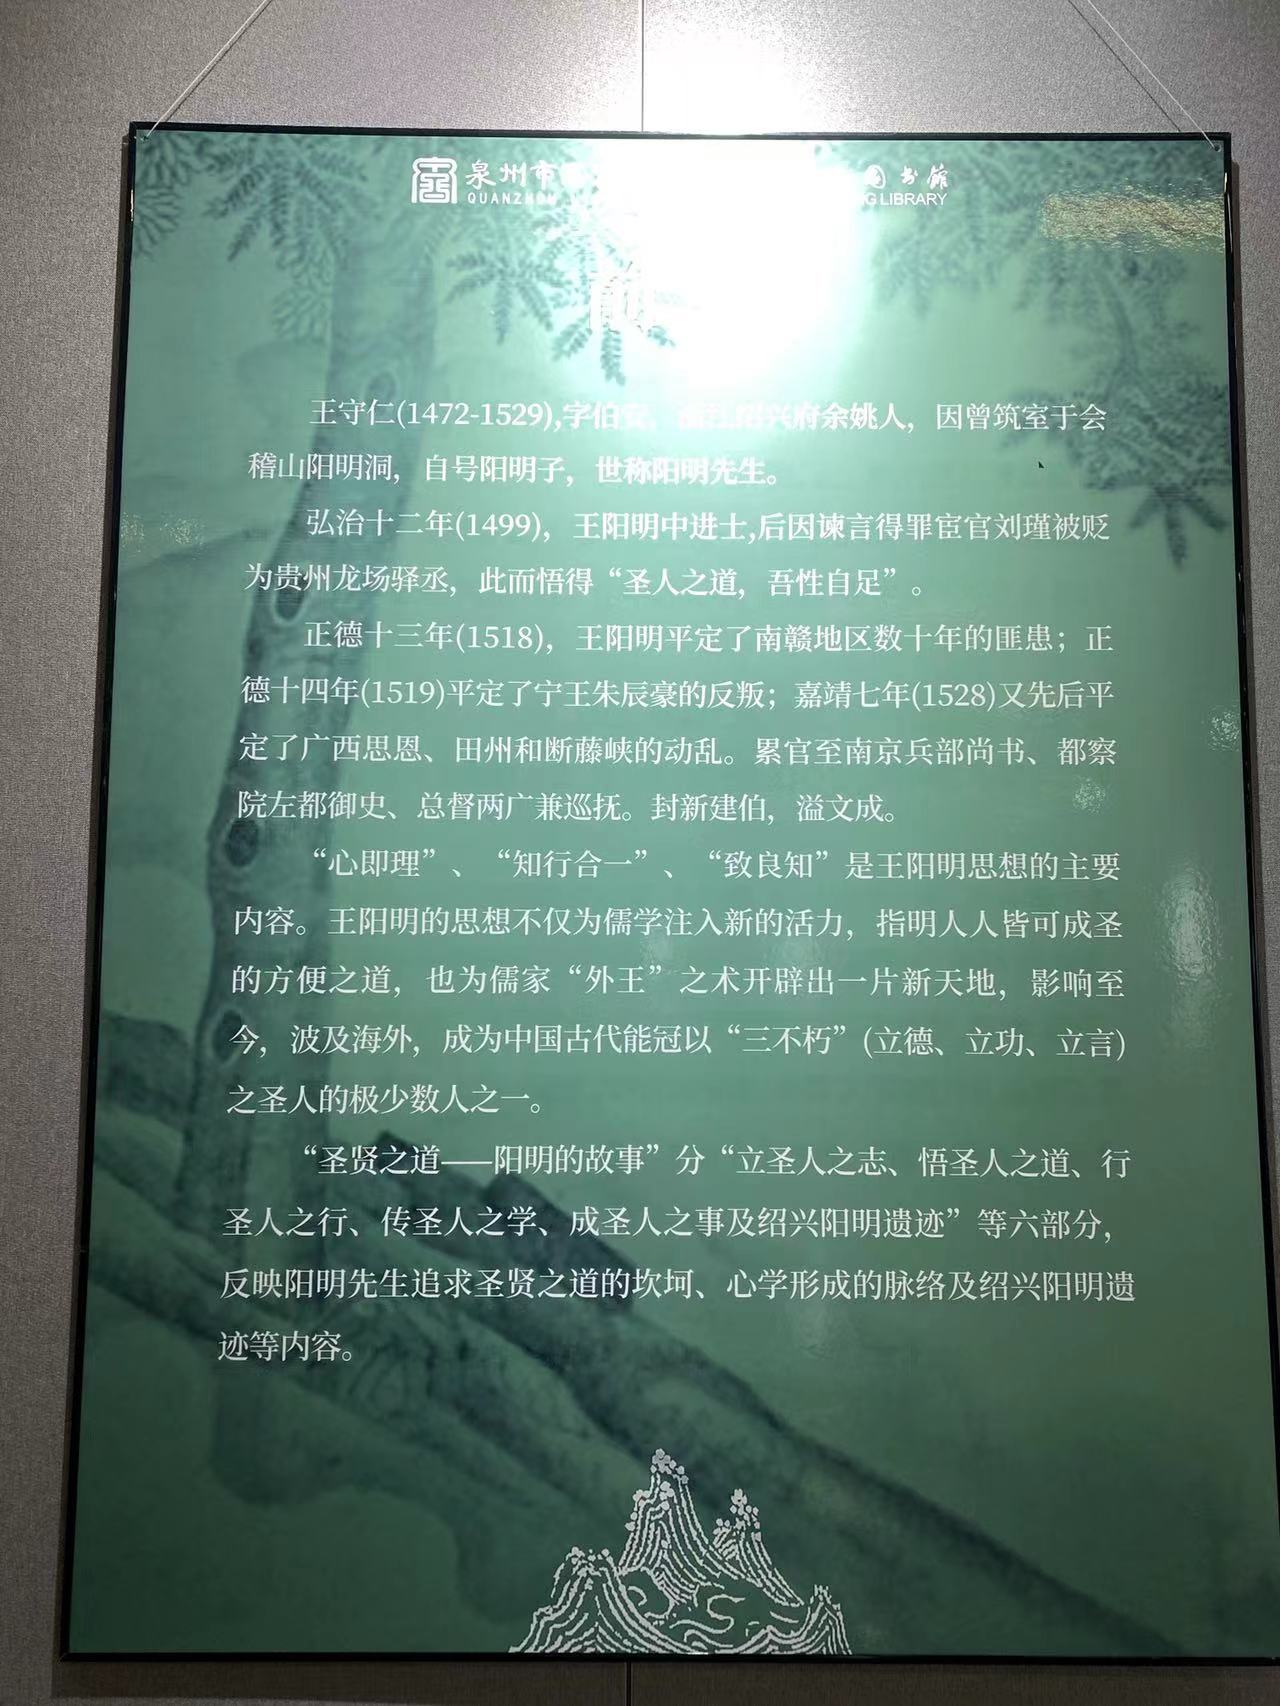 泉州市 图书馆
QUANZHOU LIBRARY
前
王守仁(1472-1529),字伯安，浙江绍兴府余姚人，因曾筑室于会
稽山阳明洞，自号阳明子，世称阳明先生。
弘治十二年(1499)，王阳明中进士,后因谏言得罪宦官刘瑾被贬
为贵州龙场驿丞，此而悟得“圣人之道，吾性自足”。
正德十三年(1518)，王阳明平定了南赣地区数十年的匪患；正
德十四年(1519)平定了宁王朱辰豪的反叛；嘉靖七年(1528)又先后平
定了广西思恩、田州和断藤峡的动乱。累官至南京兵部尚书、都察
院左都御史、总督两广兼巡抚。封新建伯，溢文成。
“心即理”、“知行合一”、“致良知”是王阳明思想的主要
内容。王阳明的思想不仅为儒学注入新的活力，指明人人皆可成圣
的方便之道，也为儒家“外王”之术开辟出一片新天地，影响至
今，波及海外，成为中国古代能冠以“三不朽”(立德、立功、立言)
之圣人的极少数人之一。
“圣贤之道——阳明的故事”分“立圣人之志、悟圣人之道、行
圣人之行、传圣人之学、成圣人之事及绍兴阳明遗迹”等六部分，
反映阳明先生追求圣贤之道的坎坷、心学形成的脉络及绍兴阳明遗
迹等内容。